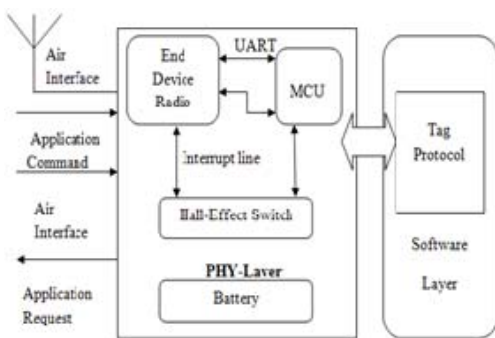 Air
Interface
Application
Command
Air
Interface
Application
Request
End
Device
Radio
UART
MCU
Interrupt line
Hall-Effect Switch
PHY-Layer
Battery
Tag
Protocol
Software
Layer